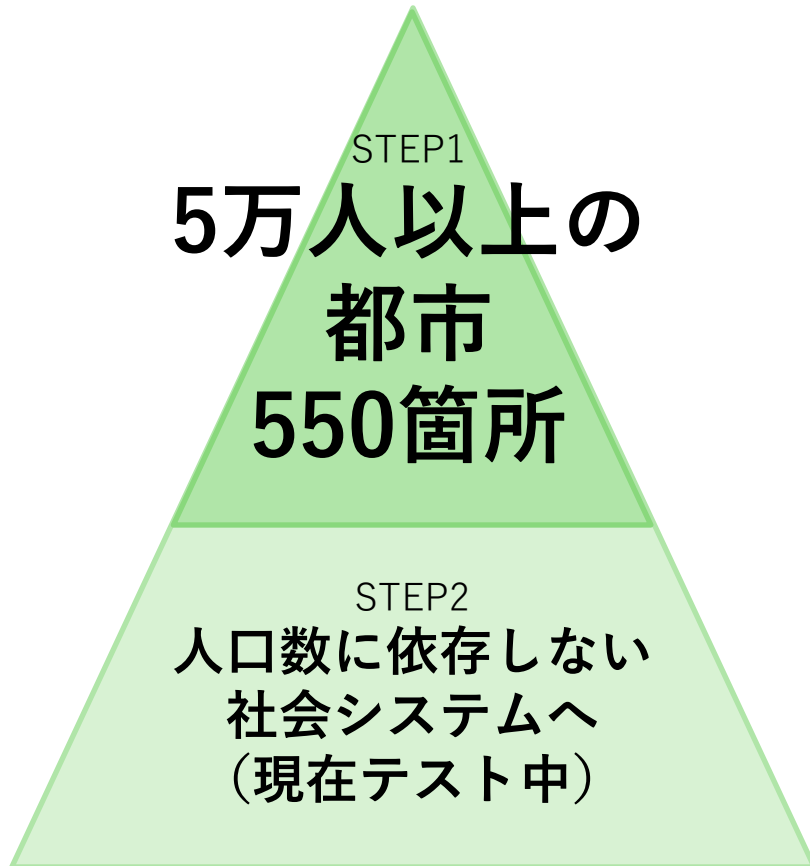 STEP1
5万人以上の
都市
550箇所
STEP2
人口数に依存しない
社会システムへ
（現在テスト中）